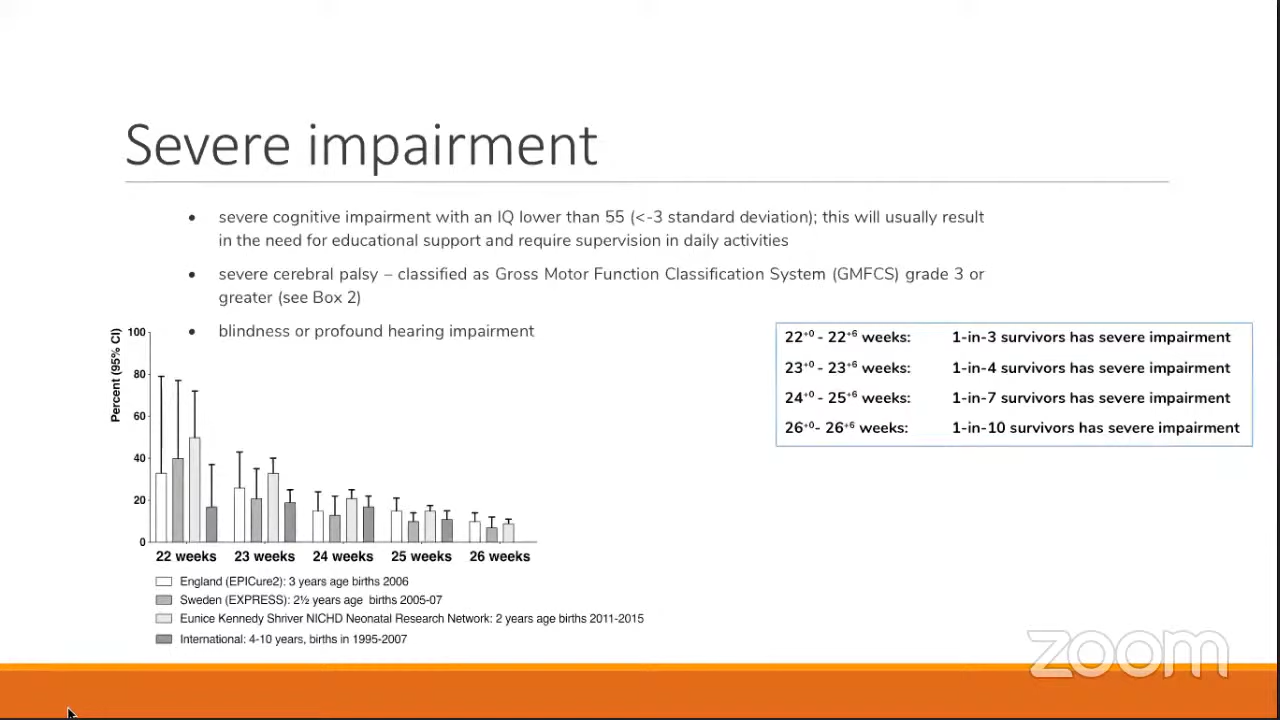 Severe impairment
• severe cognitive impairment with an IQ lower than 55 (<-3 standard deviation); this will usually result
in the need for educational support and require supervision in daily activities
• severe cerebral palsy – classified as Gross Motor Function Classification System (GMFCS) grade 3 or
greater (see Box 2)
• blindness or profound hearing impairment
22⁺⁰ - 22⁺⁶ weeks: 1-in-3 survivors has severe impairment
23⁺⁰ - 23⁺⁶ weeks: 1-in-4 survivors has severe impairment
24⁺⁰ - 25⁺⁶ weeks: 1-in-7 survivors has severe impairment
26⁺⁰- 26⁺⁶ weeks: 1-in-10 survivors has severe impairment
Percent (95% CI)
100
80
60
40
20
0
22 weeks 23 weeks 24 weeks 25 weeks 26 weeks
England (EPICure2): 3 years age births 2006
Sweden (EXPRESS): 2½ years age births 2005-07
Eunice Kennedy Shriver NICHD Neonatal Research Network: 2 years age births 2011-2015
International: 4-10 years, births in 1995-2007
zoom